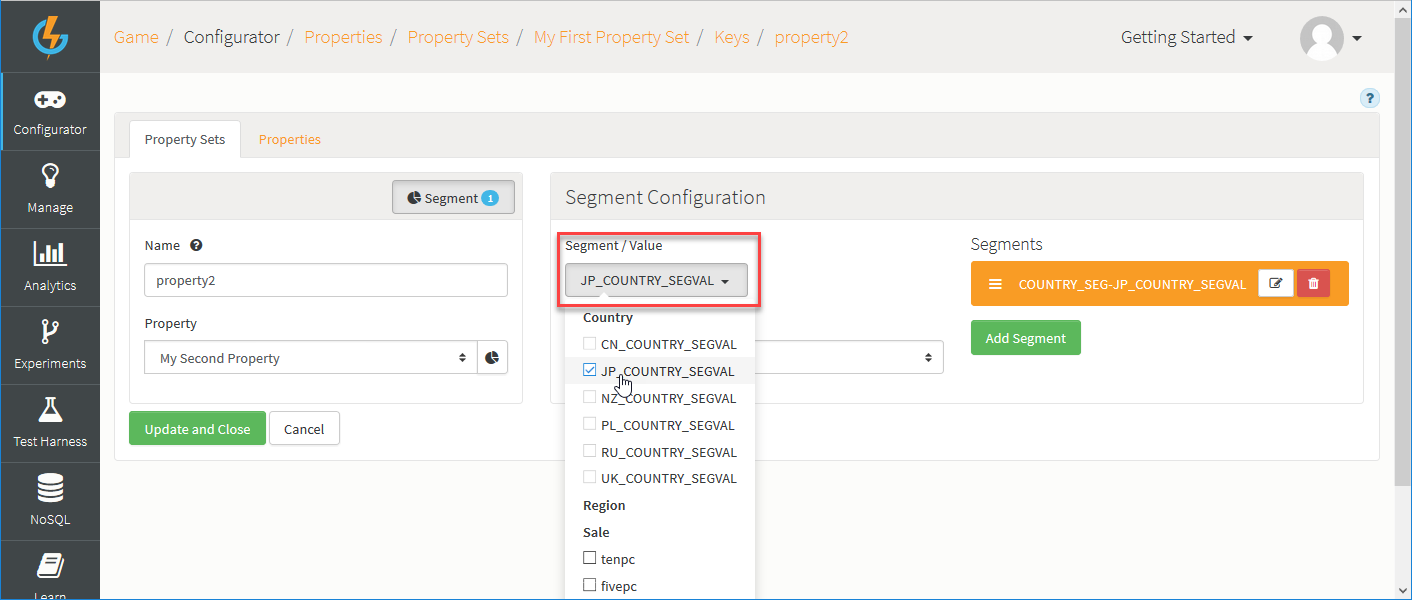 Game / Configurator / Properties / Property Sets / My First Property Set / Keys / property2
Getting Started
Configurator
Manage
Analytics
Experiments
Test Harness
NoSQL
Learn
?
Property Sets
Properties
Segment 1
Name ?
property2
Property
My Second Property
Update and Close
Cancel
Segment Configuration
Segment / Value
JP_COUNTRY_SEGVAL
Country
CN_COUNTRY_SEGVAL
JP_COUNTRY_SEGVAL
NZ_COUNTRY_SEGVAL
PL_COUNTRY_SEGVAL
RU_COUNTRY_SEGVAL
UK_COUNTRY_SEGVAL
Region
Sale
tenpc
fivepc
Segments
COUNTRY_SEG-JP_COUNTRY_SEGVAL
Add Segment